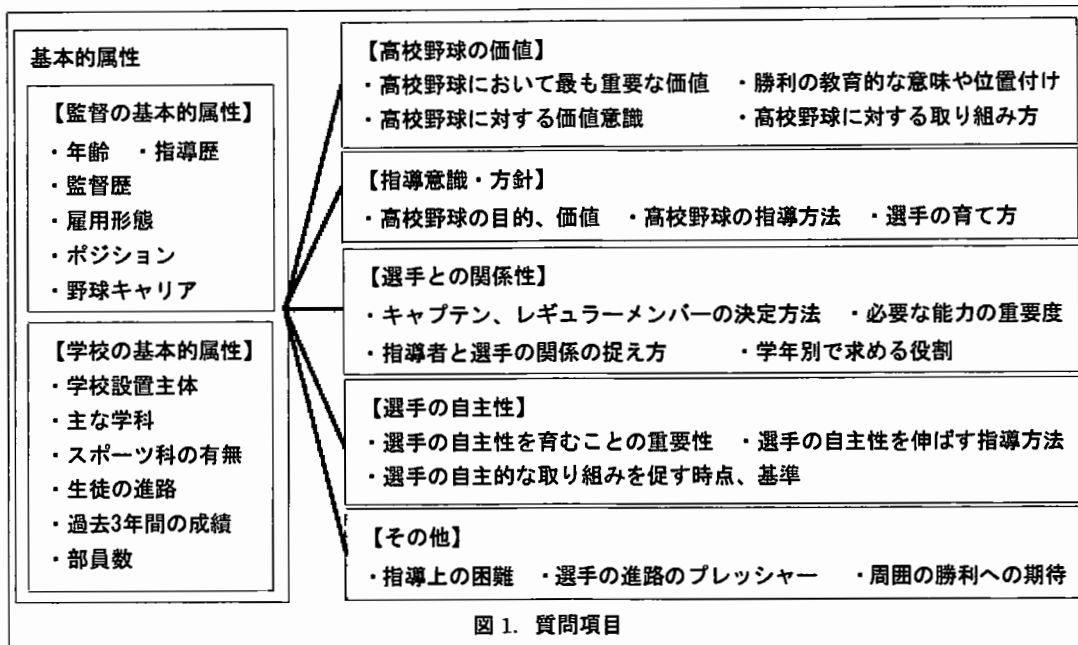 基本的属性
【監督の基本的属性】
・年齢 ・指導歴
・監督歴
・雇用形態
・ポジション
・野球キャリア
【学校の基本的属性】
・学校設置主体
・主な学科
・スポーツ科の有無
・生徒の進路
・過去3年間の成績
・部員数
【高校野球の価値】
・高校野球において最も重要な価値 ・勝利の教育的な意味や位置付け
・高校野球に対する価値意識 ・高校野球に対する取り組み方
【指導意識・方針】
・高校野球の目的、価値 ・高校野球の指導方法 ・選手の育て方
【選手との関係性】
・キャプテン、レギュラーメンバーの決定方法 ・必要な能力の重要度
・指導者と選手の関係の捉え方 ・学年別で求める役割
【選手の自主性】
・選手の自主性を育むことの重要性 ・選手の自主性を伸ばす指導方法
・選手の自主的な取り組みを促す時点、基準
【その他】
・指導上の困難 ・選手の進路のプレッシャー ・周囲の勝利への期待
図1. 質問項目